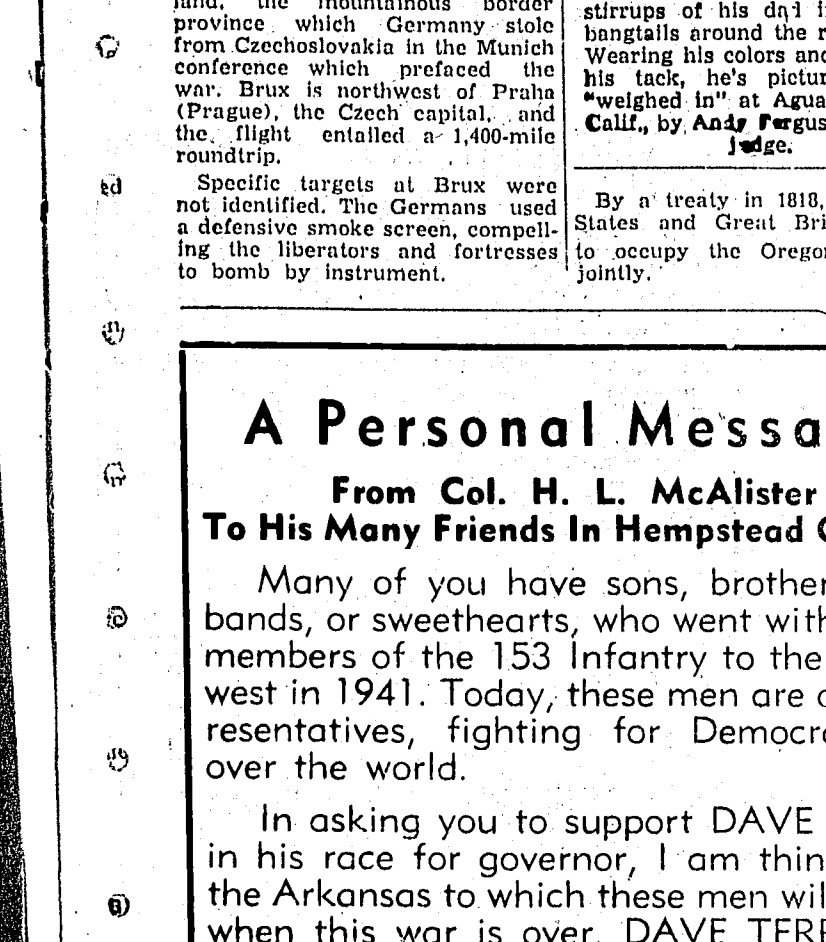 land, the mountainous border
province which Germany stole
from Czechoslovakia in the Munich
conference which prefaced the
war. Brux is northwest of Praha
(Prague), the Czech capital, and
the flight entailed a 1,400-mile
roundtrip.
Specific targets at Brux were
not identified. The Germans used
a defensive smoke screen, compell-
ing the liberators and fortresses
to bomb by instrument.
stirrups of his
bangtails around the
Wearing his colors and
his tack, he's
"weighed in" at Agua
Calif., by Andy
judge.
By a treaty in 1818,
States and Great
to occupy the
jointly.
A Personal
From Col. H. L. McAlister
To His Many Friends In Hempstead
Many of you have sons,
bands, or sweethearts, who went with
members of the 153 Infantry to the
west in 1941. Today, these men are
resentatives, fighting for
over the world.
In asking you to support DAVE
in his race for governor, I am
the Arkansas to which these men
when this war is over. DAVE